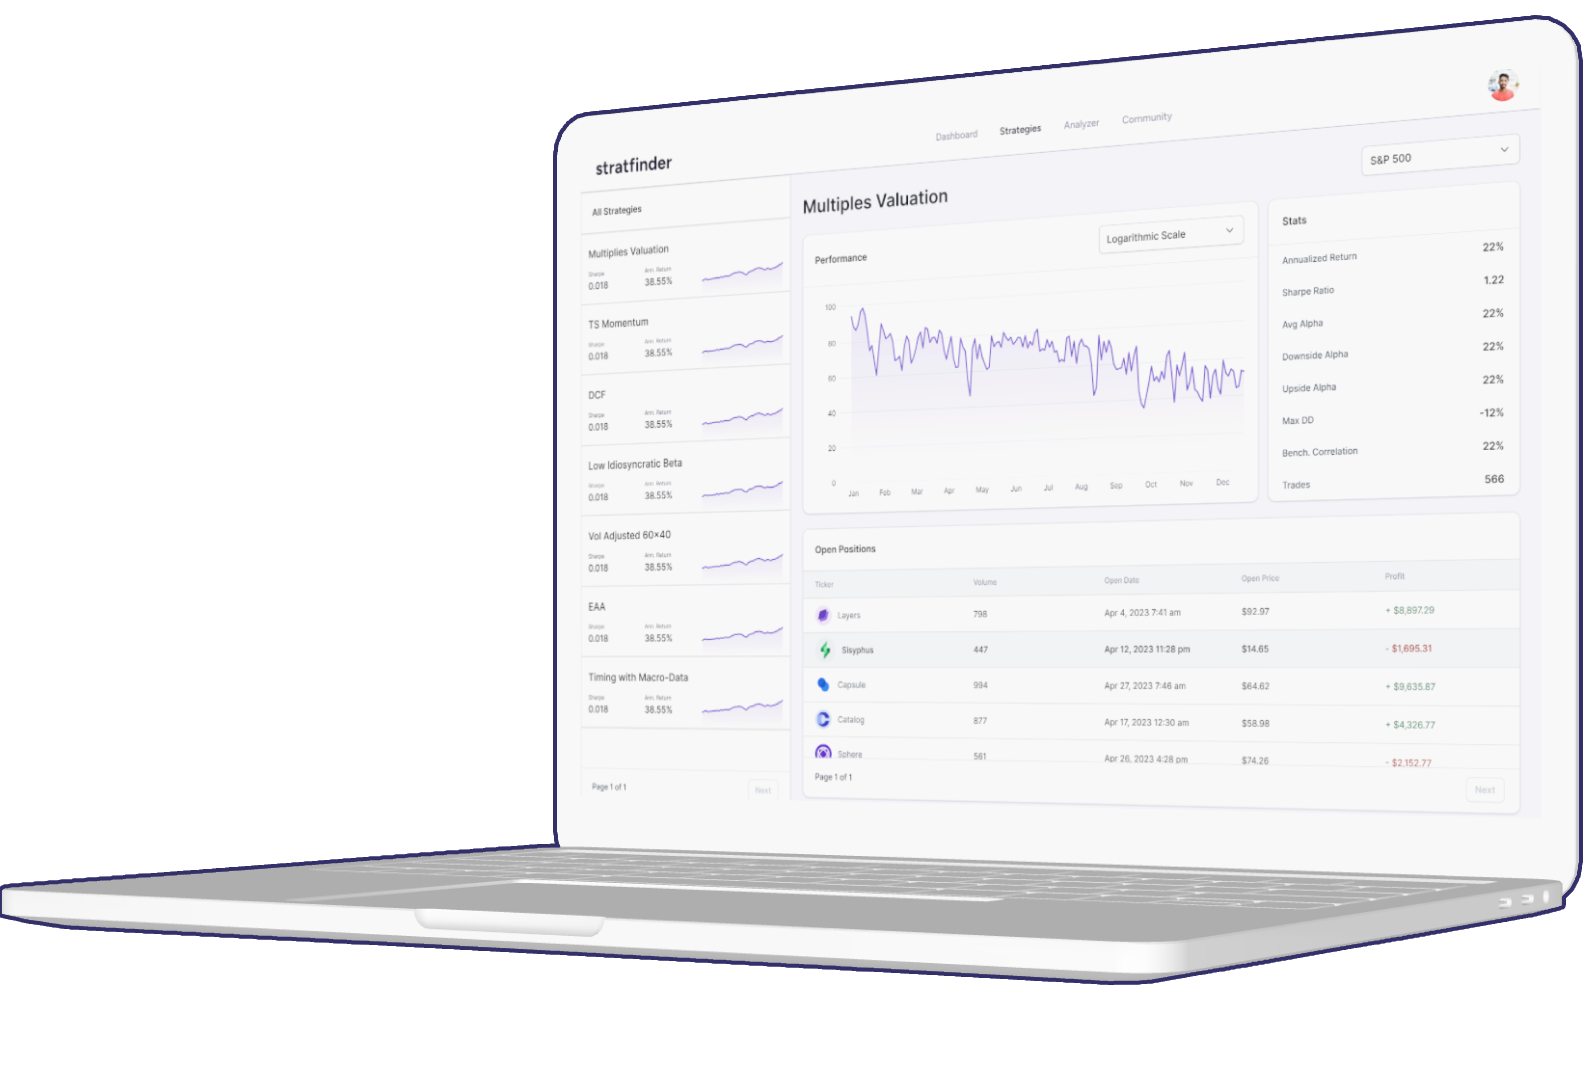 Dashboard Strategies Analyzer Community
stratfinder
S&P 500
All Strategies
Multiplies Valuation
Sharpe Ann. Return
0.018 38.55%
TS Momentum
Sharpe Ann. Return
0.018 38.55%
DCF
Sharpe Ann. Return
0.018 38.55%
Low Idiosyncratic Beta
Sharpe Ann. Return
0.018 38.55%
Vol Adjusted 60×40
Sharpe Ann. Return
0.018 38.55%
EAA
Sharpe Ann. Return
0.018 38.55%
Timing with Macro-Data
Sharpe Ann. Return
0.018 38.55%
Page 1 of 1 Next
Multiples Valuation
Performance
Logarithmic Scale
100
80
60
40
20
0
Jan Feb Mar Apr May Jun Jul Aug Sep Oct Nov Dec
Stats
Annualized Return 22%
Sharpe Ratio 1.22
Avg Alpha 22%
Downside Alpha 22%
Upside Alpha 22%
Max DD -12%
Bench. Correlation 22%
Trades 566
Open Positions
Ticker Volume Open Date Open Price Profit
Layers 798 Apr 4, 2023 7:41 am $92.97 + $8,897.29
Sisyphus 447 Apr 12, 2023 11:28 pm $14.65 - $1,695.31
Capsule 994 Apr 27, 2023 7:46 am $64.62 + $9,635.87
Catalog 877 Apr 17, 2023 12:30 am $58.98 + $4,326.77
Sphere 561 Apr 26, 2023 4:28 pm $74.26 - $2,152.77
Page 1 of 1 Next